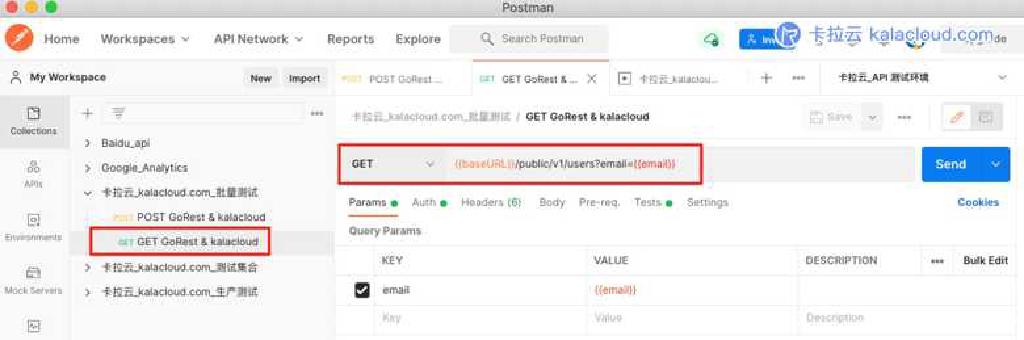 Postman
Home Workspaces API Network Reports Explore Search Postman
卡拉云 kalacloud.com
My Workspace New Import POST GoRest ... GET GoRest & ... 卡拉云_kalaclou... 卡拉云_API 测试环境
Collections
Baidu_api
Google_Analytics
卡拉云_kalacloud.com_批量测试
POST POST GoRest & kalacloud
GET GET GoRest & kalacloud
卡拉云_kalacloud.com_测试集合
卡拉云_kalacloud.com_生产测试
APIs
Environments
Mock Servers
卡拉云_kalacloud.com_批量测试 / GET GoRest & kalacloud Save
GET {{baseURL}}/public/v1/users?email={{email}} Send
Params Auth Headers (6) Body Pre-req. Tests Settings Cookies
Query Params
KEY VALUE DESCRIPTION Bulk Edit
email {{email}}
Key Value Description